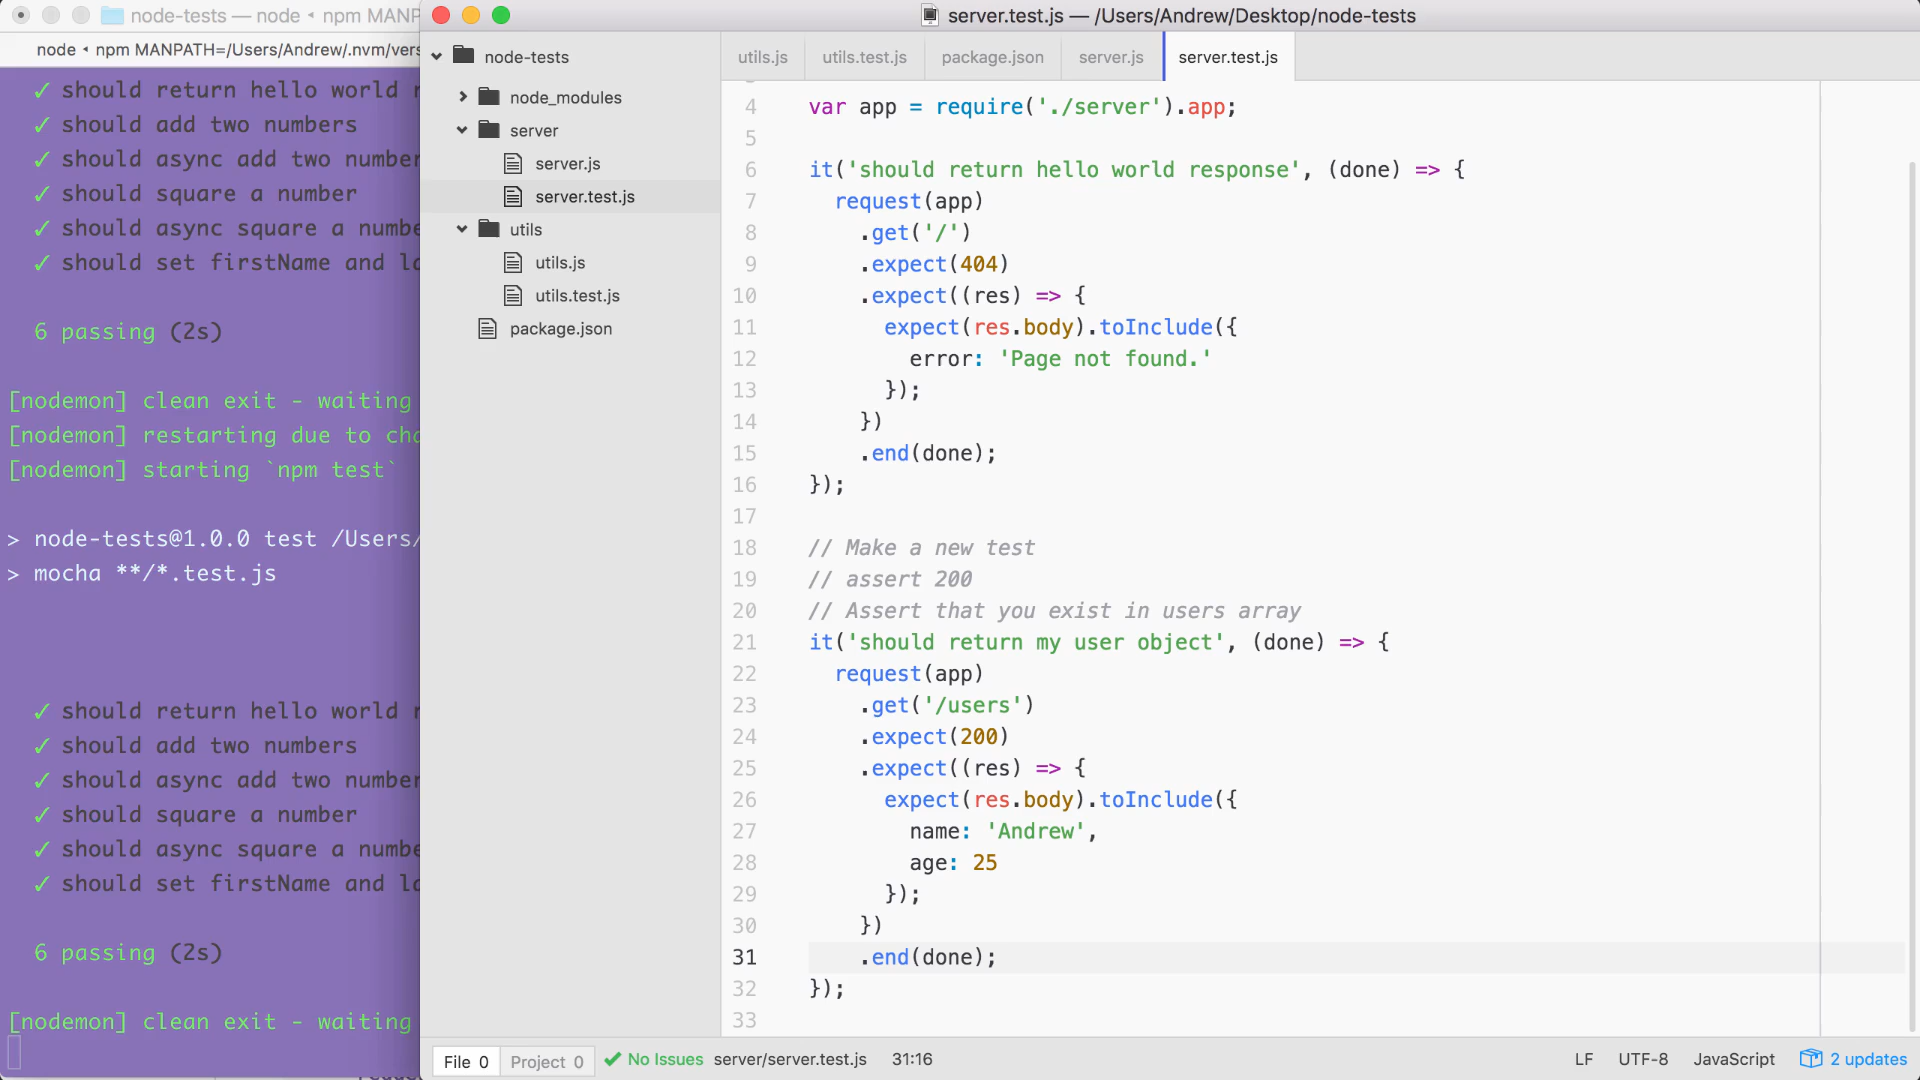 node-tests — node ◂ npm MANP
server.test.js — /Users/Andrew/Desktop/node-tests
node ◂ npm MANPATH=/Users/Andrew/.nvm/vers
✓ should return hello world r
✓ should add two numbers
✓ should async add two number
✓ should square a number
✓ should async square a numbe
✓ should set firstName and la
6 passing (2s)
[nodemon] clean exit - waiting
[nodemon] restarting due to cha
[nodemon] starting `npm test`
> node-tests@1.0.0 test /Users/
> mocha **/*.test.js
✓ should return hello world r
✓ should add two numbers
✓ should async add two number
✓ should square a number
✓ should async square a numbe
✓ should set firstName and la
6 passing (2s)
[nodemon] clean exit - waiting
node-tests
node_modules
server
server.js
server.test.js
utils
utils.js
utils.test.js
package.json
utils.js utils.test.js package.json server.js server.test.js
4 var app = require('./server').app;
5
6 it('should return hello world response', (done) => {
7 request(app)
8 .get('/')
9 .expect(404)
10 .expect((res) => {
11 expect(res.body).toInclude({
12 error: 'Page not found.'
13 });
14 })
15 .end(done);
16 });
17
18 // Make a new test
19 // assert 200
20 // Assert that you exist in users array
21 it('should return my user object', (done) => {
22 request(app)
23 .get('/users')
24 .expect(200)
25 .expect((res) => {
26 expect(res.body).toInclude({
27 name: 'Andrew',
28 age: 25
29 });
30 })
31 .end(done);
32 });
33
File 0 Project 0 No Issues server/server.test.js 31:16 LF UTF-8 JavaScript 2 updates